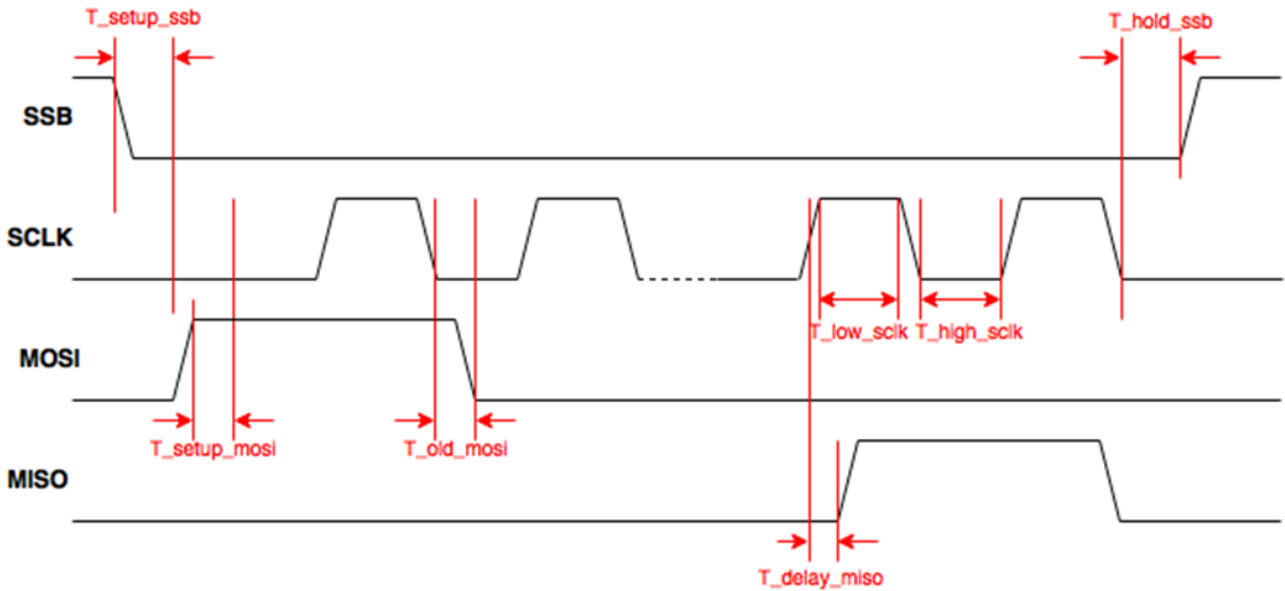 T_setup_ssb
T_hold_ssb
SSB
SCLK
T_low_sclk
T_high_sclk
MOSI
T_setup_mosi
T_old_mosi
MISO
T_delay_miso